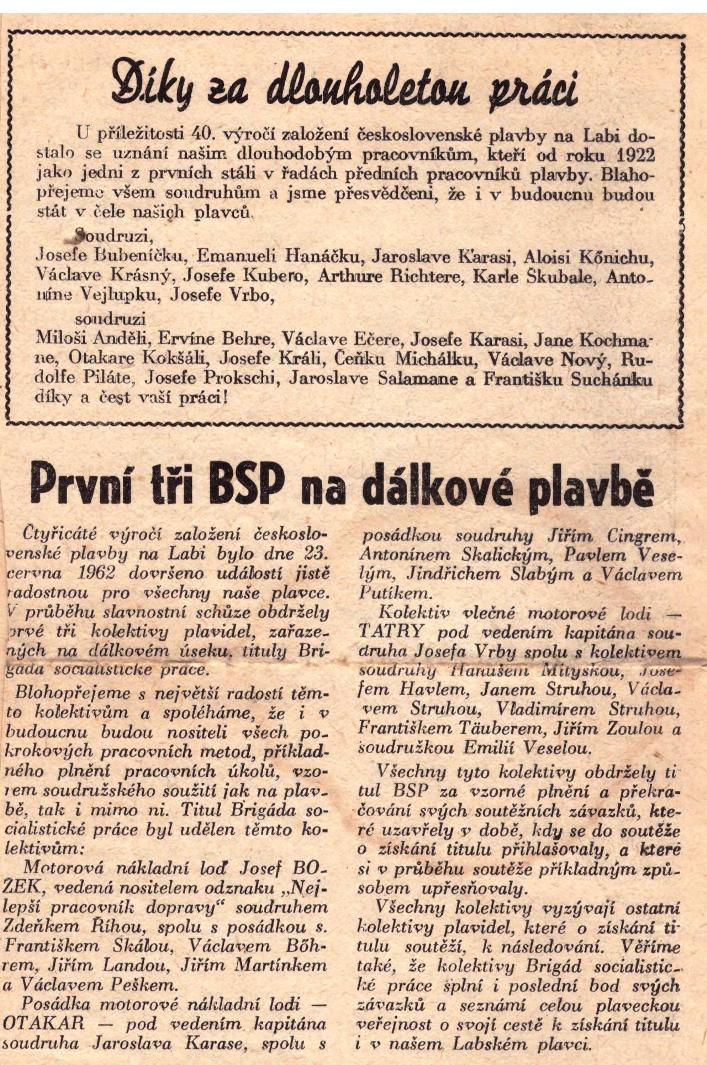 Díky za dlouholetou práci
U příležitosti 40. výročí založení československé plavby na Labi do-
stalo se uznání našim dlouhodobým pracovníkům, kteří od roku 1922
jako jedni z prvních stáli v řadách předních pracovníků plavby. Blaho-
přejeme všem soudruhům a jsme přesvědčeni, že i v budoucnu budou
stát v čele našich plavců.
Soudruzi,
Josefe Bubeníčku, Emanueli Hanáčku, Jaroslave Karasi, Aloisi Kőnichu,
Václave Krásný, Josefe Kubero, Arthure Richtere, Karle Škubale, Anto-
níne Vejlupku, Josefe Vrbo,
soudruzi
Miloši Anděli, Ervíne Behre, Václave Ečere, Josefe Karasi, Jane Kochma-
ne, Otakare Kokšáli, Josefe Králi, Čeňku Michálku, Václave Nový, Ru-
dolfe Piláte, Josefe Prokschi, Jaroslave Salamane a Františku Suchánku
díky a čest vaší práci!
První tři BSP na dálkové plavbě
Čtyřicáté výročí založení českoslo-
venské plavby na Labi bylo dne 23.
června 1962 dovršeno událostí jistě
radostnou pro všechny naše plavce.
V průběhu slavnostní schůze obdržely
prvé tři kolektivy plavidel, zařaze-
ných na dálkovém úseku, tituly Bri-
gáda socialistické práce.
Blohopřejeme s největší radostí těm-
to kolektivům a spoléháme, že i v
budoucnu budou nositeli všech po-
krokových pracovních metod, příklad-
ného plnění pracovních úkolů, vzo-
rem soudružského soužití jak na plav-
bě, tak i mimo ni. Titul Brigáda so-
cialistické práce byl udělen těmto ko-
lektivům:
Motorová nákladní loď Josef BO-
ZEK, vedená nositelem odznaku „Nej-
lepší pracovník dopravy“ soudruhem
Zdeňkem Říhou, spolu s posádkou s.
Františkem Skálou, Václavem Bőh-
rem, Jiřím Landou, Jiřím Martínkem
a Václavem Peškem.
Posádka motorové nákladní lodi —
OTAKAR — pod vedením kapitána
soudruha Jaroslava Karase, spolu s
posádkou soudruhy Jiřím Cingrem,
Antonínem Skalickým, Pavlem Vese-
lým, Jindřichem Slabým a Václavem
Putíkem.
Kolektiv vlečné motorové lodi —
TATRY pod vedením kapitána sou-
druha Josefa Vrby spolu s kolektivem
soudruhy Hanušem Mityskou, Jose-
fem Havlem, Janem Struhou, Václa-
vem Struhou, Vladimírem Struhou,
Františkem Täuberem, Jiřím Zoulou a
soudružkou Emilií Veselou.
Všechny tyto kolektivy obdržely ti
tul BSP za vzorné plnění a překra-
čování svých soutěžních závazků, kte-
ré uzavřely v době, kdy se do soutěže
o získání titulu přihlašovaly, a které
si v průběhu soutěže příkladným způ-
sobem upřesňovaly.
Všechny kolektivy vyzývají ostatní
kolektivy plavidel, které o získání ti
tulu soutěží, k následování. Věříme
také, že kolektivy Brigád socialistic-
ké práce splní i poslední bod svých
závazků a seznámí celou plaveckou
veřejnost o svojí cestě k získání titulu
i v našem Labském plavci.